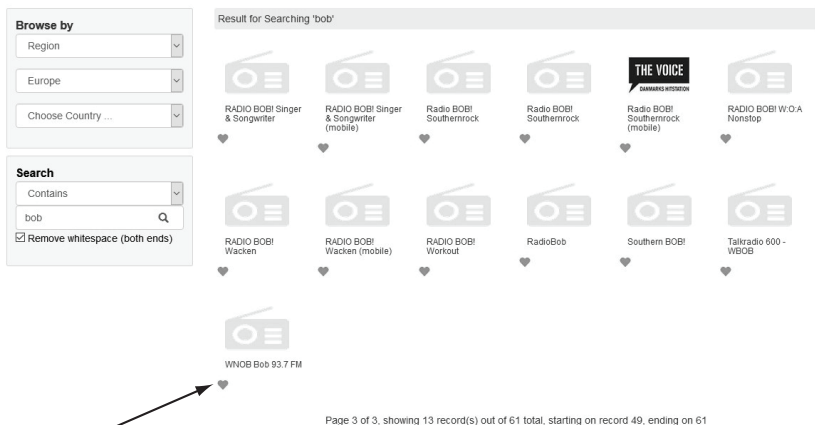 Browse by
Region
Europe
Choose Country ...
Search
Contains
bob
Remove whitespace (both ends)
Result for Searching 'bob'
RADIO BOB! Singer
& Songwriter
RADIO BOB! Singer
& Songwriter
(mobile)
Radio BOB!
Southernrock
Radio BOB!
Southernrock
THE VOICE
DANMARKS HITSTATION
Radio BOB!
Southernrock
(mobile)
RADIO BOB! W:O:A
Nonstop
RADIO BOB!
Wacken
RADIO BOB!
Wacken (mobile)
RADIO BOB!
Workout
RadioBob
Southern BOB!
Talkradio 600 -
WBOB
WNOB Bob 93.7 FM
Page 3 of 3, showing 13 record(s) out of 61 total, starting on record 49, ending on 61